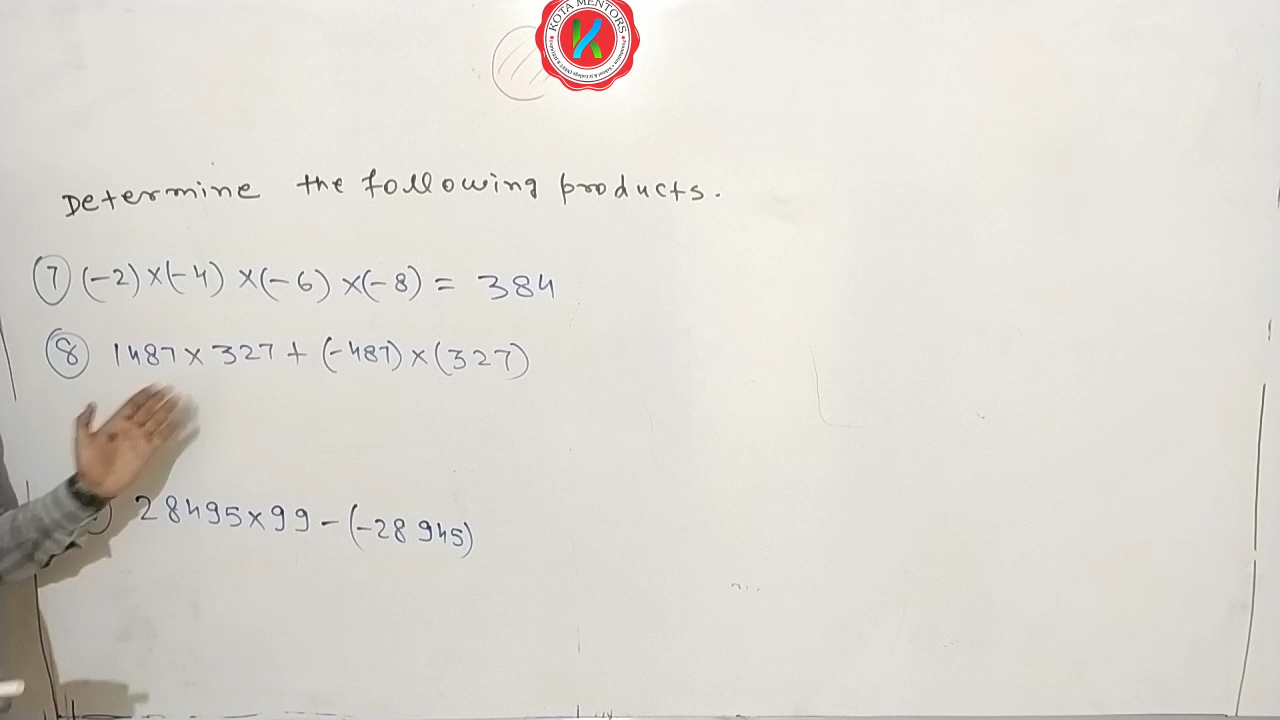 KOTA MENTORS
Determine the following products.
7 (-2)×(-4)×(-6)×(-8)= 384
8 1487×327+(-487)×(327)
28495×99-(-28945)